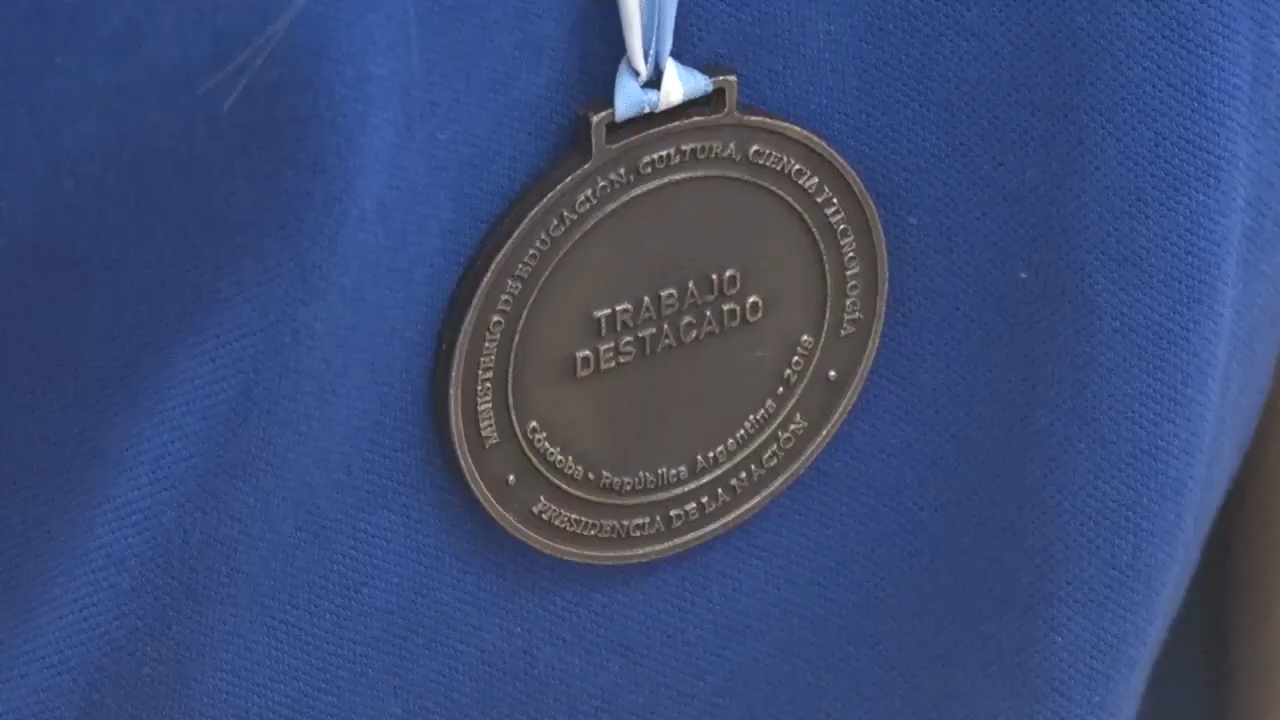 MINISTERIO DE EDUCACIÓN, CULTURA, CIENCIA Y TECNOLOGÍA
TRABAJO
DESTACADO
Córdoba - República Argentina - 2018
PRESIDENCIA DE LA NACIÓN